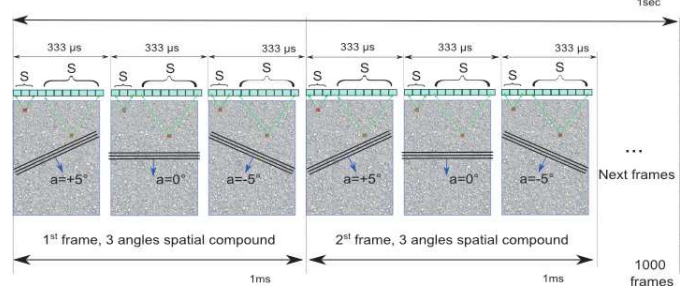 1sec
333 µs 333 µs 333 µs 333 µs 333 µs 333 µs
S S S S S S S S S S S S
a=+5° a=0° a=-5° a=+5° a=0° a=-5°
...
Next frames
1st frame, 3 angles spatial compound 2st frame, 3 angles spatial compound
1ms 1ms
1000
frames